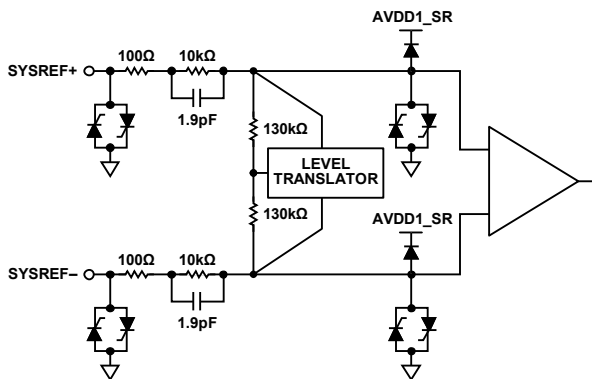 AVDD1_SR
100Ω
10kΩ
SYSREF+
1.9pF
130kΩ
LEVEL
TRANSLATOR
130kΩ
AVDD1_SR
100Ω
10kΩ
SYSREF–
1.9pF